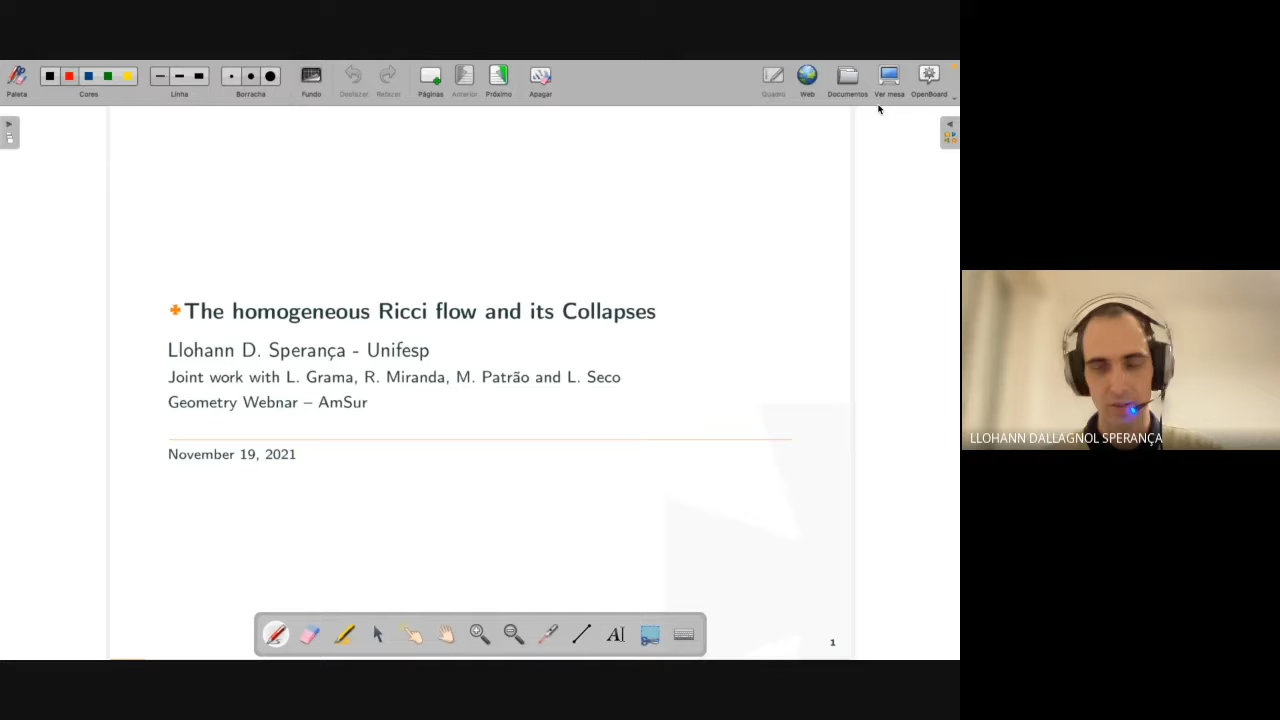 Paleta
Cores
Linha
Borracha
Fundo
Desfazer
Refazer
Páginas
Anterior
Próximo
Apagar
Quadro
Web
Documentos
Ver mesa
OpenBoard
The homogeneous Ricci flow and its Collapses
Llohann D. Sperança - Unifesp
Joint work with L. Grama, R. Miranda, M. Patrão and L. Seco
Geometry Webnar – AmSur
November 19, 2021
AI
1
LLOHANN DALLAGNOL SPERANÇA